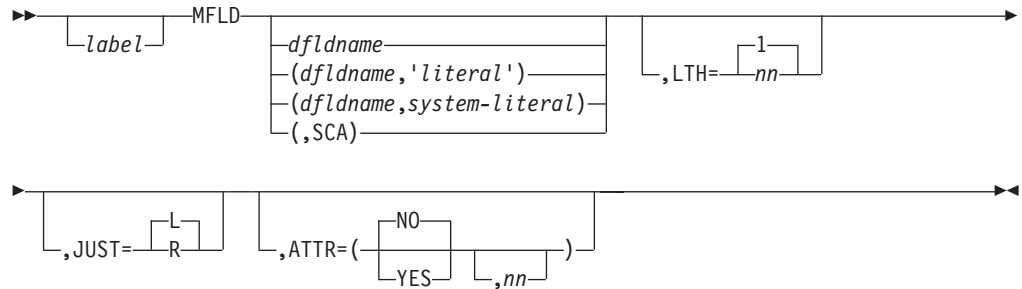 MFLD
label
dfldname
(dfldname,'literal')
(dfldname,system-literal)
(,SCA)
,LTH=
1
nn
,JUST=
L
R
,ATTR=(
NO
YES
,nn
)